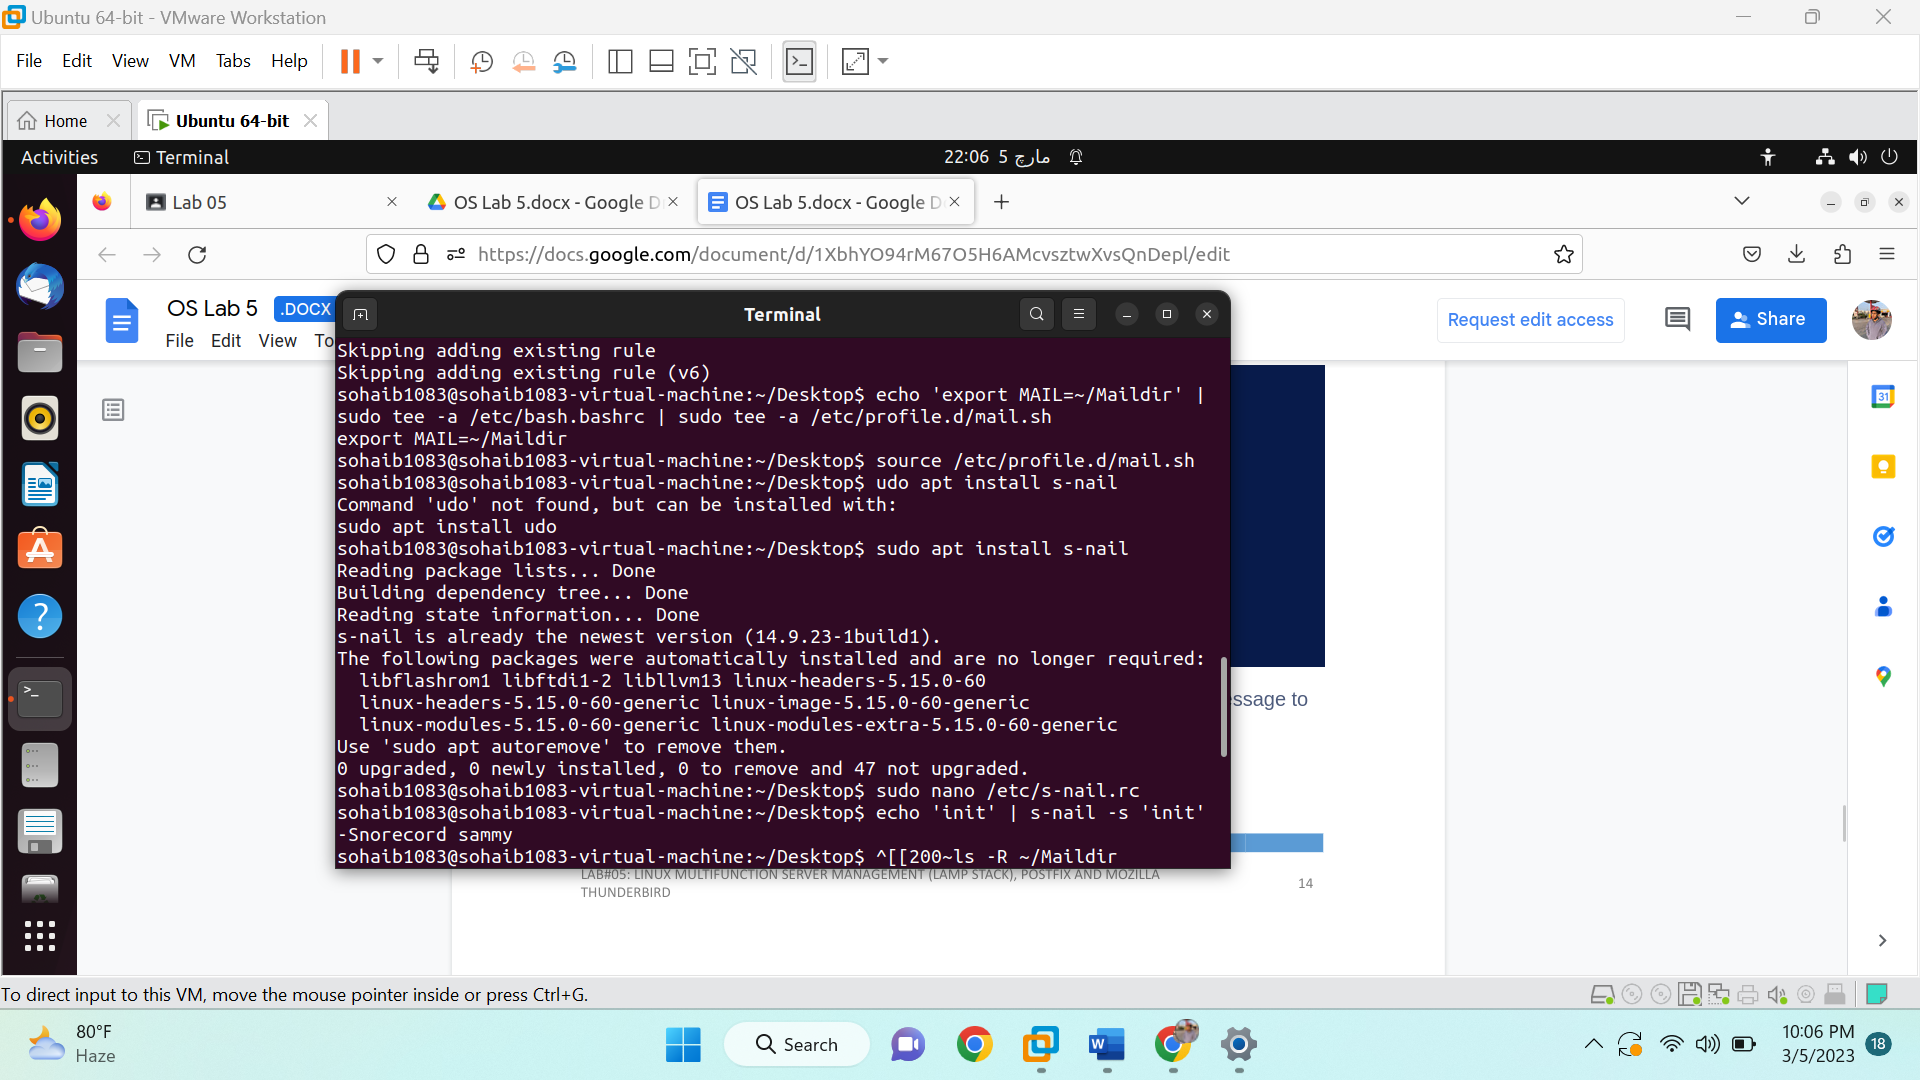 Ubuntu 64-bit - VMware Workstation
File Edit View VM Tabs Help
Home
Ubuntu 64-bit
Activities
Terminal
22:06 5 مارچ
Lab 05
OS Lab 5.docx - Google D
OS Lab 5.docx - Google D
https://docs.google.com/document/d/1XbhYO94rM67O5H6AMcvsztwXvsQnDepl/edit
OS Lab 5 .DOCX
File Edit View To
Request edit access
Share
Terminal
Skipping adding existing rule
Skipping adding existing rule (v6)
sohaib1083@sohaib1083-virtual-machine:~/Desktop$ echo 'export MAIL=~/Maildir' |
sudo tee -a /etc/bash.bashrc | sudo tee -a /etc/profile.d/mail.sh
export MAIL=~/Maildir
sohaib1083@sohaib1083-virtual-machine:~/Desktop$ source /etc/profile.d/mail.sh
sohaib1083@sohaib1083-virtual-machine:~/Desktop$ udo apt install s-nail
Command 'udo' not found, but can be installed with:
sudo apt install udo
sohaib1083@sohaib1083-virtual-machine:~/Desktop$ sudo apt install s-nail
Reading package lists... Done
Building dependency tree... Done
Reading state information... Done
s-nail is already the newest version (14.9.23-1build1).
The following packages were automatically installed and are no longer required:
libflashrom1 libftdi1-2 libllvm13 linux-headers-5.15.0-60
linux-headers-5.15.0-60-generic linux-image-5.15.0-60-generic
linux-modules-5.15.0-60-generic linux-modules-extra-5.15.0-60-generic
Use 'sudo apt autoremove' to remove them.
0 upgraded, 0 newly installed, 0 to remove and 47 not upgraded.
sohaib1083@sohaib1083-virtual-machine:~/Desktop$ sudo nano /etc/s-nail.rc
sohaib1083@sohaib1083-virtual-machine:~/Desktop$ echo 'init' | s-nail -s 'init'
-Snorecord sammy
sohaib1083@sohaib1083-virtual-machine:~/Desktop$ ^[[200~ls -R ~/Maildir
ssage to
LAB#05: LINUX MULTIFUNCTION SERVER MANAGEMENT (LAMP STACK), POSTFIX AND MOZILLA
THUNDERBIRD
14
31
To direct input to this VM, move the mouse pointer inside or press Ctrl+G.
80°F
Haze
Search
10:06 PM
3/5/2023
18